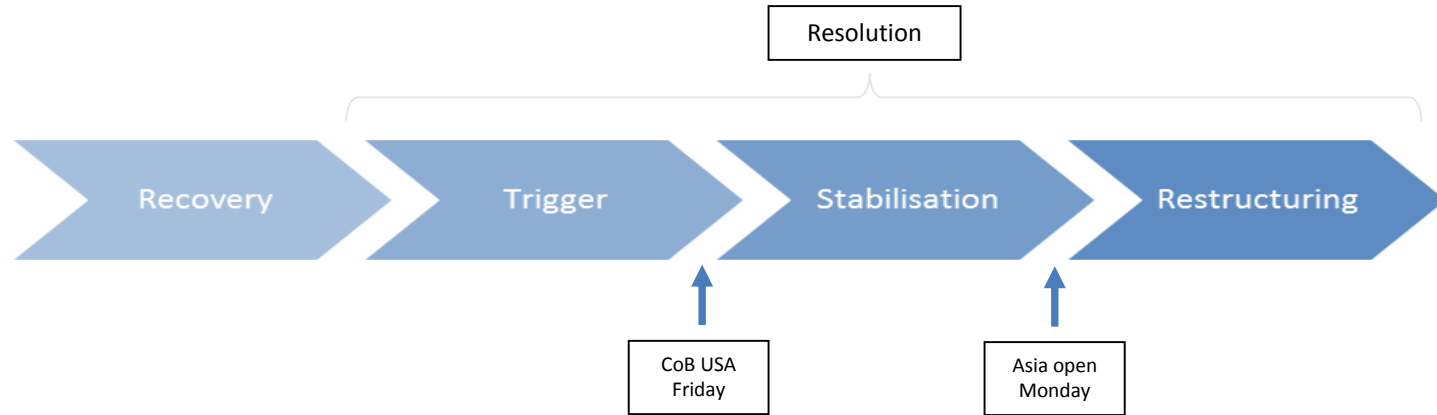 Resolution
Recovery
Trigger
Stabilisation
Restructuring
CoB USA
Friday
Asia open
Monday